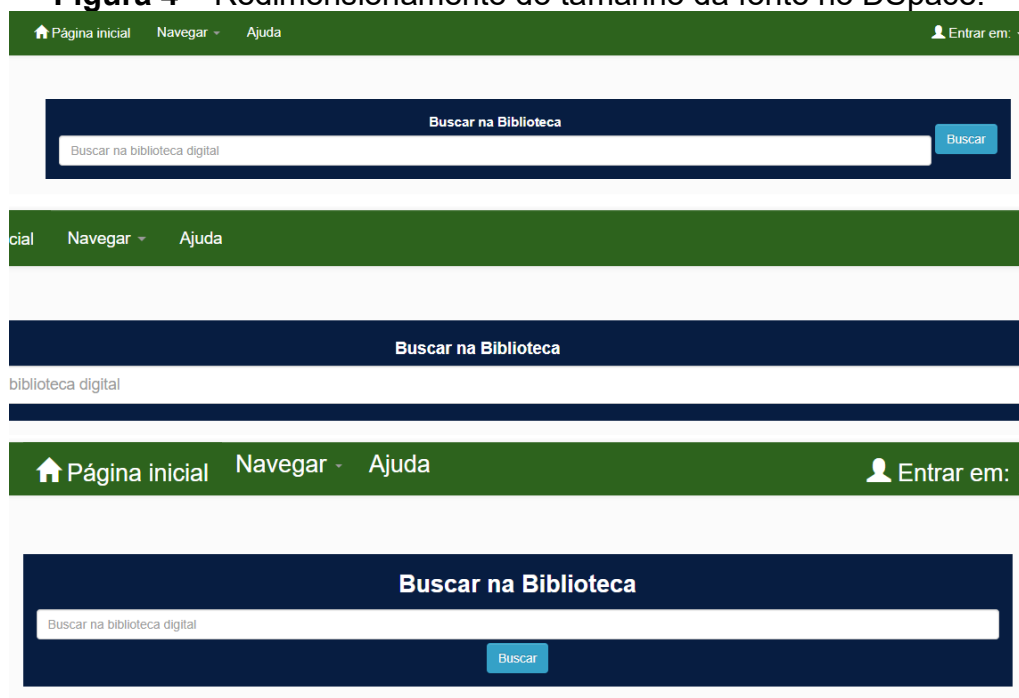 Figura 4 – Redimensionamento do tamanho da fonte no DSpace.
Página inicial Navegar Ajuda Entrar em:
Buscar na Biblioteca
Buscar na biblioteca digital Buscar
cial Navegar Ajuda
Buscar na Biblioteca
biblioteca digital
Página inicial Navegar Ajuda Entrar em:
Buscar na Biblioteca
Buscar na biblioteca digital
Buscar